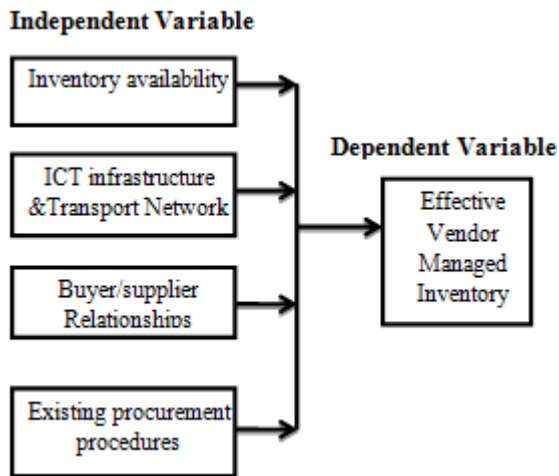 Independent Variable
Inventory availability
ICT infrastructure
&Transport Network
Buyer/supplier
Relationships
Existing procurement
procedures
Dependent Variable
Effective
Vendor
Managed
Inventory